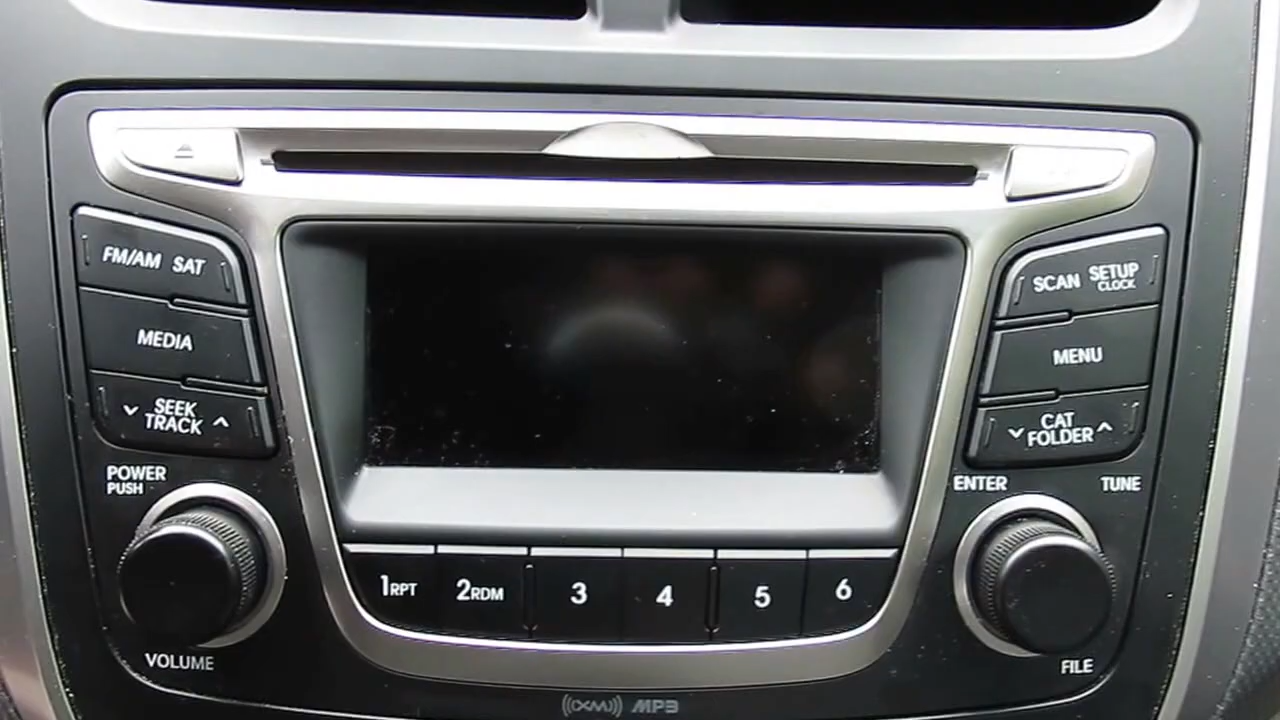 FM/AM SAT
SCAN SETUP
CLOCK
MEDIA
MENU
SEEK
TRACK
CAT
FOLDER
POWER
PUSH
ENTER
TUNE
1RPT
2RDM
3
4
5
6
VOLUME
FILE
XM MP3